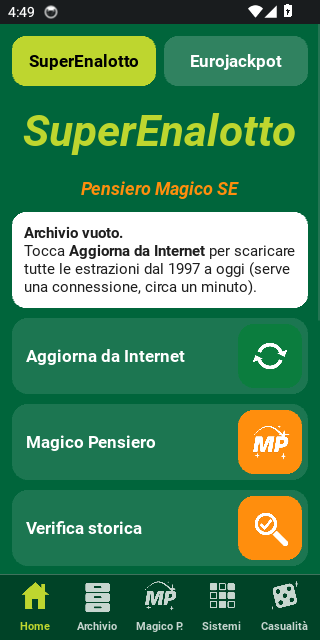 4:49
SuperEnalotto
Eurojackpot
SuperEnalotto
Pensiero Magico SE
Archivio vuoto.
Tocca Aggiorna da Internet per scaricare
tutte le estrazioni dal 1997 a oggi (serve
una connessione, circa un minuto).
Aggiorna da Internet
Magico Pensiero
MP
Verifica storica
MP
Home
Archivio
Magico P.
Sistemi
Casualità